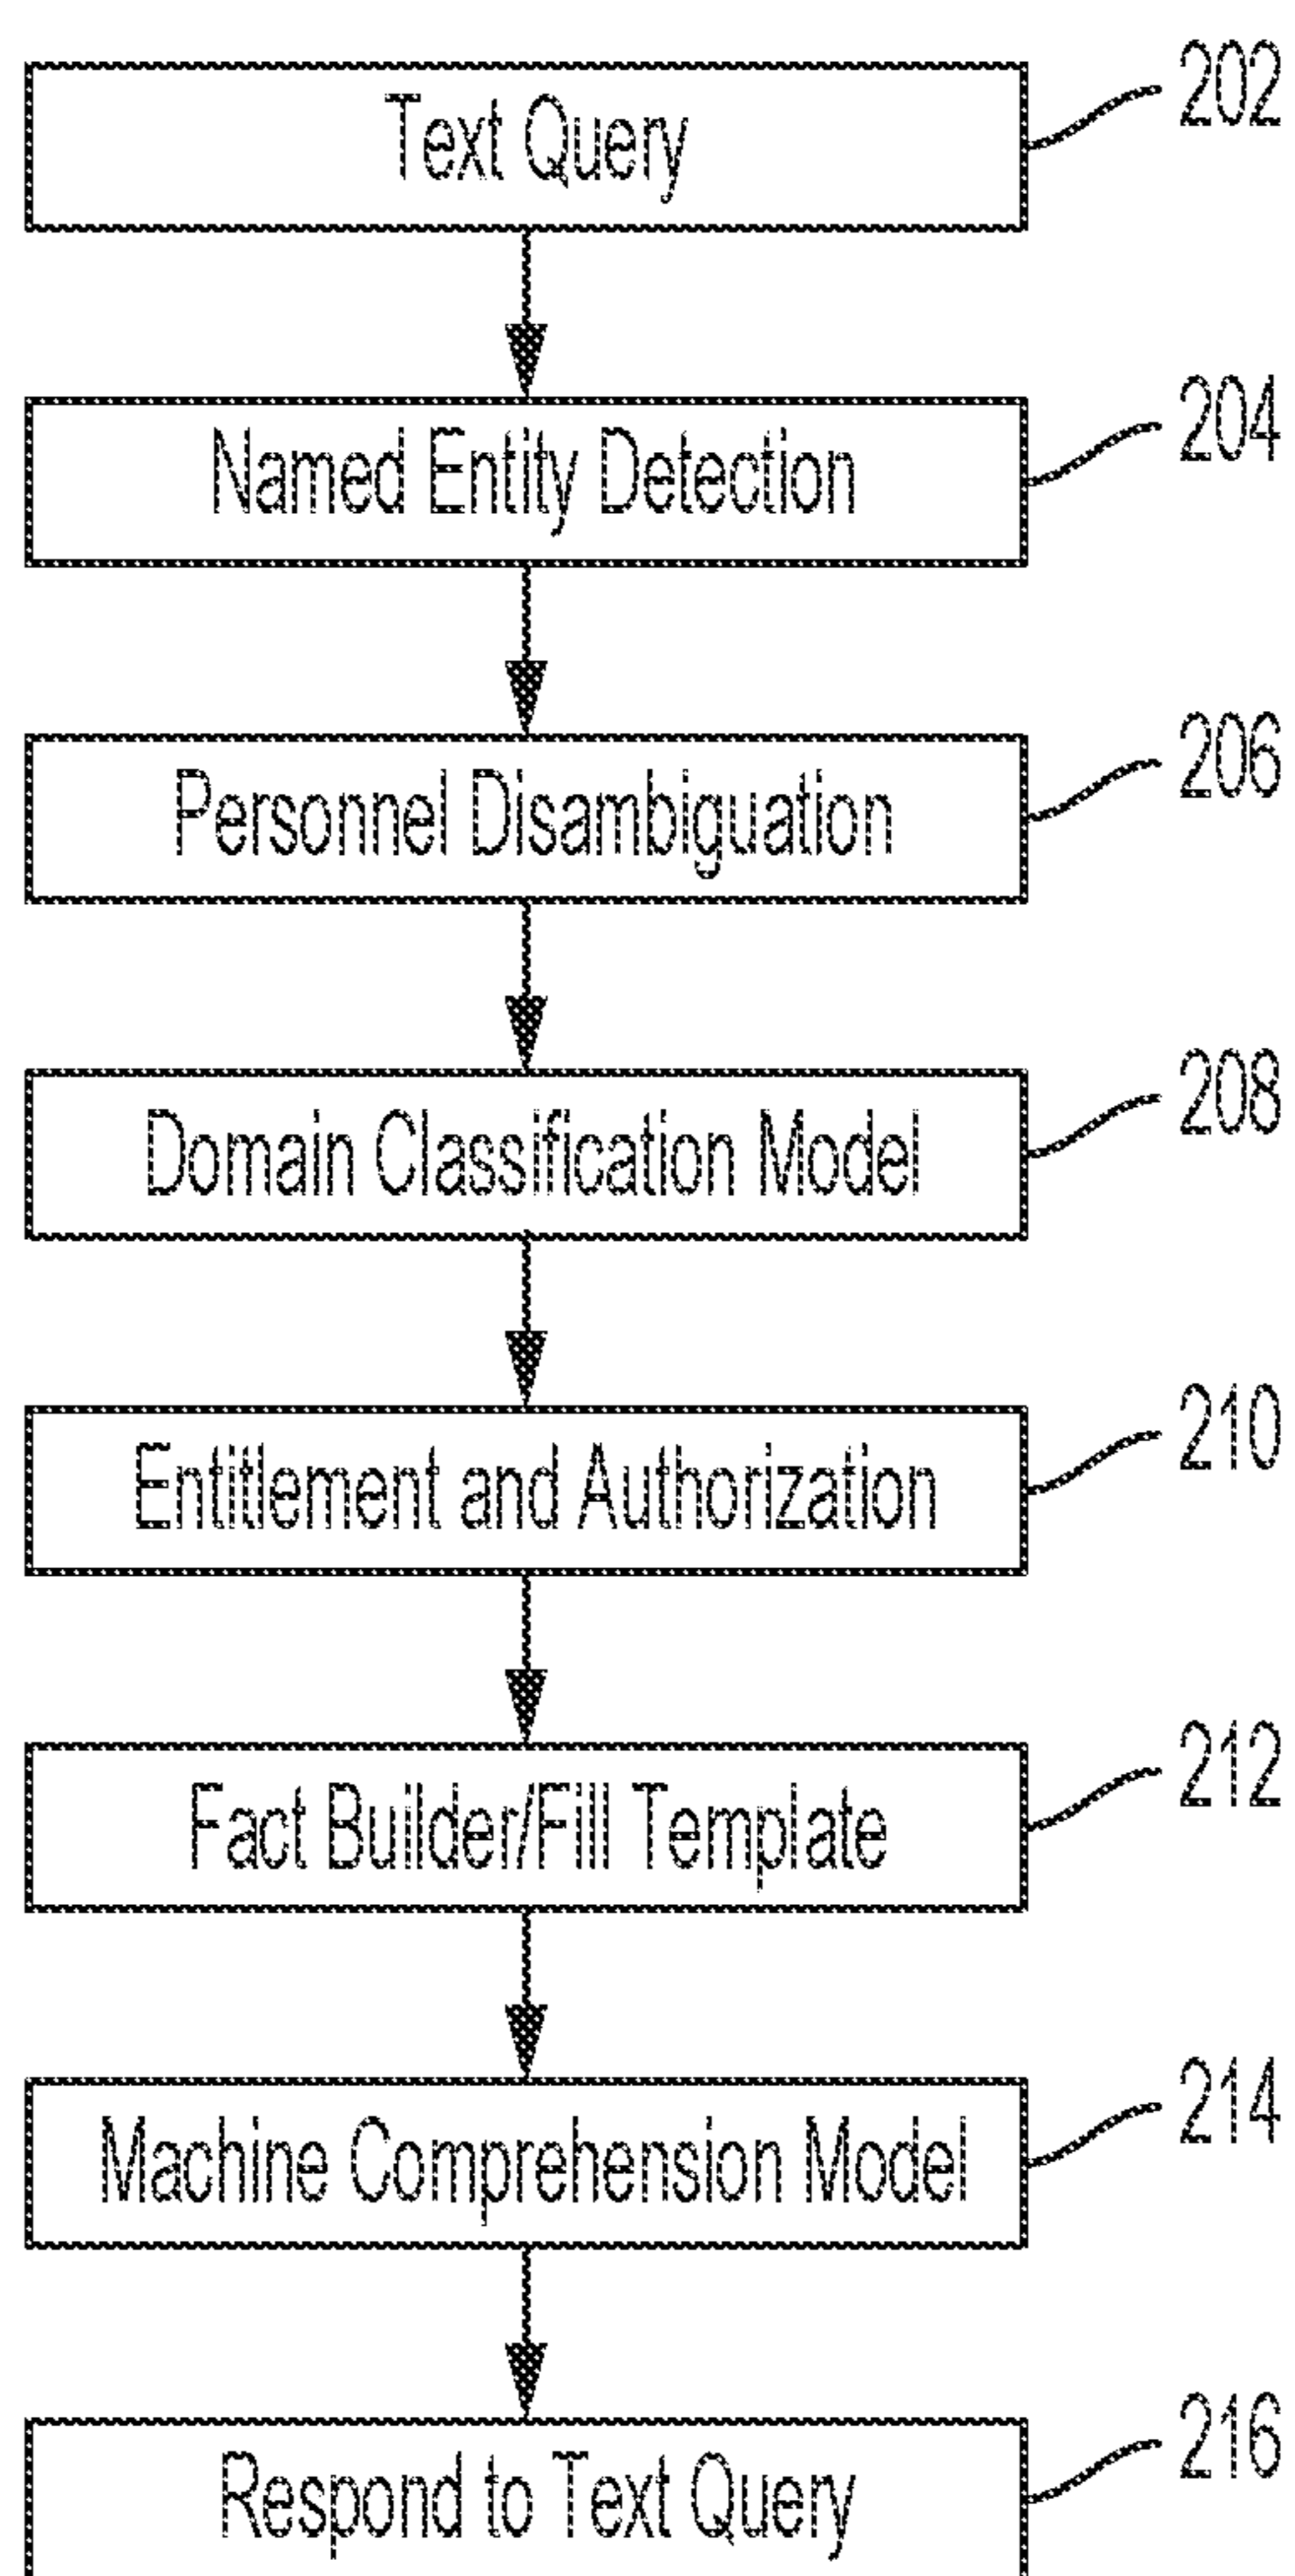 Text Query
202
Named Entity Detection
204
Personnel Disambiguation
206
Domain Classification Model
208
Entitlement and Authorization
210
Fact Builder/Fill Template
212
Machine Comprehension Model
214
Respond to Text Query
216